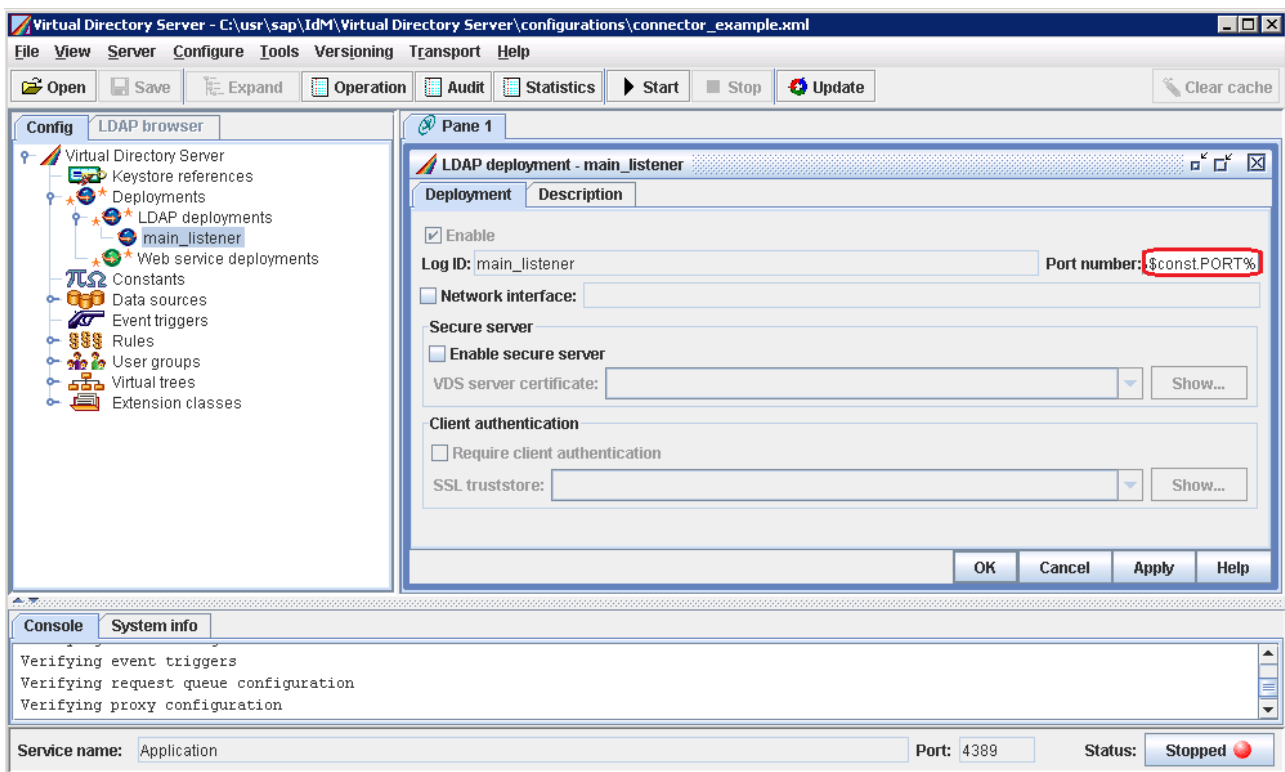 Virtual Directory Server - C:\usr\sap\IdM\Virtual Directory Server\configurations\connector_example.xml
File View Server Configure Tools Versioning Transport Help
Open Save Expand Operation Audit Statistics Start Stop Update Clear cache
Config LDAP browser
Virtual Directory Server
Keystore references
Deployments
LDAP deployments
main_listener
Web service deployments
Constants
Data sources
Event triggers
Rules
User groups
Virtual trees
Extension classes
Pane 1
LDAP deployment - main_listener
Deployment Description
Enable
Log ID: main_listener Port number: $const.PORT%
Network interface:
Secure server
Enable secure server
VDS server certificate: Show...
Client authentication
Require client authentication
SSL truststore: Show...
OK Cancel Apply Help
Console System info
Verifying event triggers
Verifying request queue configuration
Verifying proxy configuration
Service name: Application Port: 4389 Status: Stopped